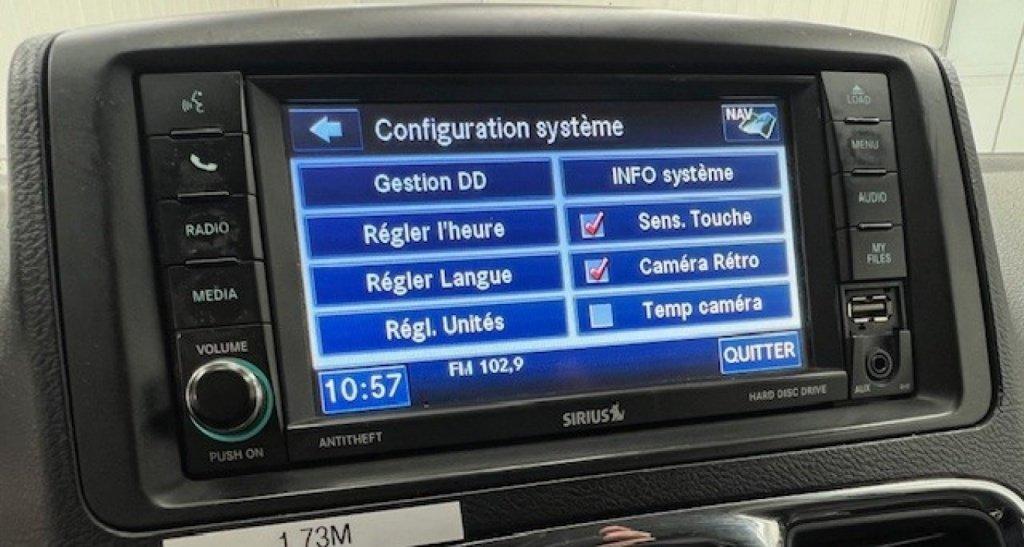 Configuration système
NAV
Gestion DD
INFO système
Régler l'heure
Sens. Touche
Régler Langue
Caméra Rétro
Régl. Unités
Temp caméra
10:57
FM 102,9
QUITTER
RADIO
MEDIA
VOLUME
PUSH ON
LOAD
MENU
AUDIO
MY
FILES
AUX
ANTITHEFT
SIRIUS
HARD DISC DRIVE
1.73M